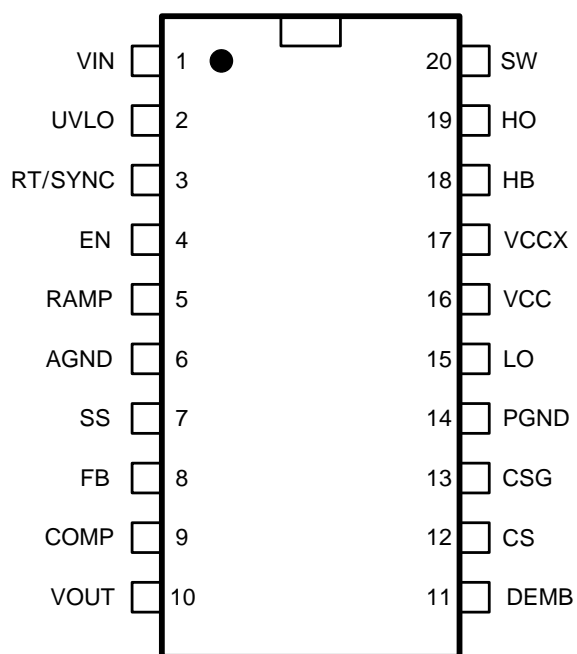 VIN 1 20 SW
UVLO 2 19 HO
RT/SYNC 3 18 HB
EN 4 17 VCCX
RAMP 5 16 VCC
AGND 6 15 LO
SS 7 14 PGND
FB 8 13 CSG
COMP 9 12 CS
VOUT 10 11 DEMB